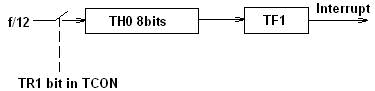 Interrupt
f/12
TH0 8bits
TF1
TR1 bit in TCON